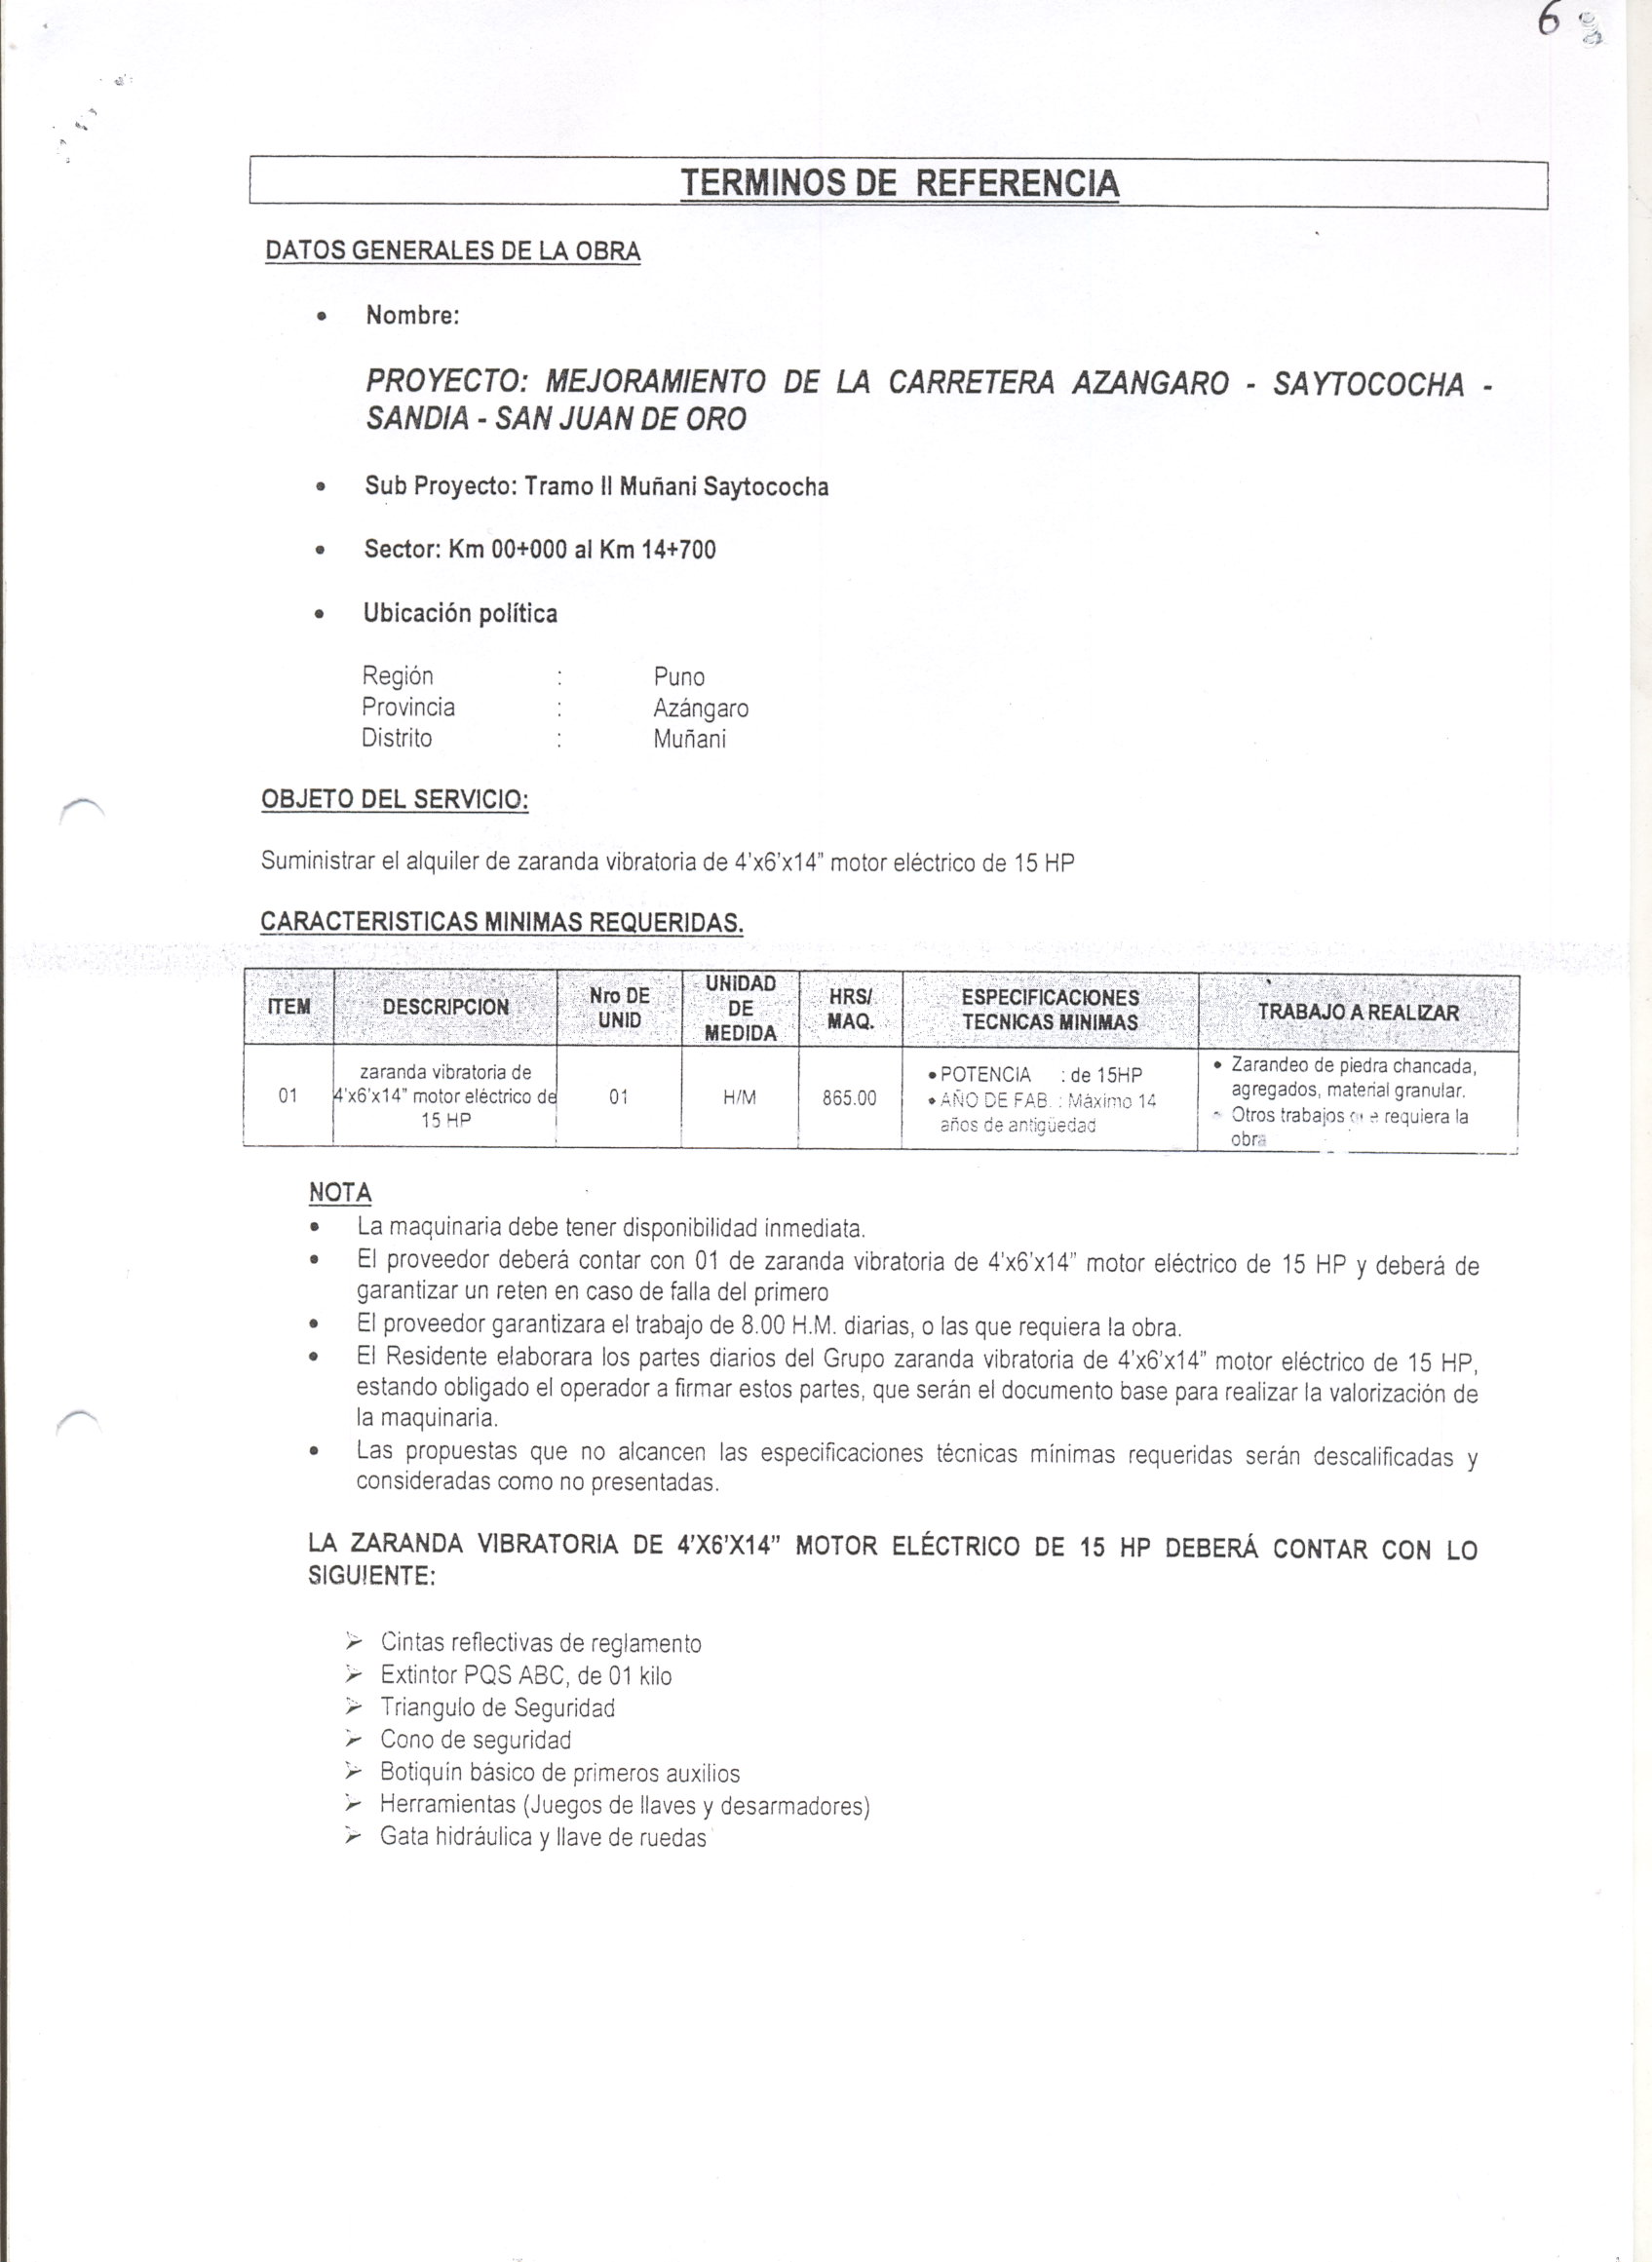 6
TERMINOS DE REFERENCIA
DATOS GENERALES DE LA OBRA
• Nombre:
PROYECTO: MEJORAMIENTO DE LA CARRETERA AZANGARO - SAYTOCOCHA -
SANDIA - SAN JUAN DE ORO
• Sub Proyecto: Tramo II Muñani Saytococha
• Sector: Km 00+000 al Km 14+700
• Ubicación política
Región : Puno
Provincia : Azángaro
Distrito : Muñani
OBJETO DEL SERVICIO:
Suministrar el alquiler de zaranda vibratoria de 4'x6'x14" motor eléctrico de 15 HP
CARACTERISTICAS MINIMAS REQUERIDAS.
ITEM
DESCRIPCION
Nro DE
UNID
UNIDAD
DE
MEDIDA
HRS/
MAQ.
ESPECIFICACIONES
TECNICAS MINIMAS
TRABAJO A REALIZAR
01
zaranda vibratoria de
4'x6'x14" motor eléctrico de
15 HP
01
H/M
865.00
• POTENCIA : de 15HP
• AÑO DE FAB. : Máximo 14
años de antigüedad
• Zarandeo de piedra chancada,
agregados, material granular.
• Otros trabajos que requiera la
obra
NOTA
• La maquinaria debe tener disponibilidad inmediata.
• El proveedor deberá contar con 01 de zaranda vibratoria de 4'x6'x14" motor eléctrico de 15 HP y deberá de
garantizar un reten en caso de falla del primero
• El proveedor garantizara el trabajo de 8.00 H.M. diarias, o las que requiera la obra.
• El Residente elaborara los partes diarios del Grupo zaranda vibratoria de 4'x6'x14" motor eléctrico de 15 HP,
estando obligado el operador a firmar estos partes, que serán el documento base para realizar la valorización de
la maquinaria.
• Las propuestas que no alcancen las especificaciones técnicas mínimas requeridas serán descalificadas y
consideradas como no presentadas.
LA ZARANDA VIBRATORIA DE 4'X6'X14" MOTOR ELÉCTRICO DE 15 HP DEBERÁ CONTAR CON LO
SIGUIENTE:
➢ Cintas reflectivas de reglamento
➢ Extintor PQS ABC, de 01 kilo
➢ Triangulo de Seguridad
➢ Cono de seguridad
➢ Botiquín básico de primeros auxilios
➢ Herramientas (Juegos de llaves y desarmadores)
➢ Gata hidráulica y llave de ruedas